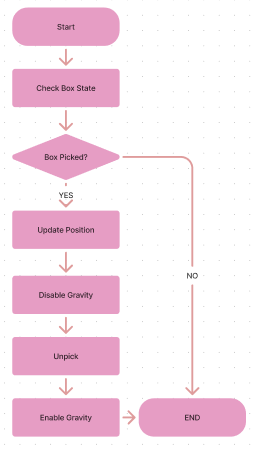 Start
Check Box State
Box Picked?
YES
Update Position
NO
Disable Gravity
Unpick
Enable Gravity
END